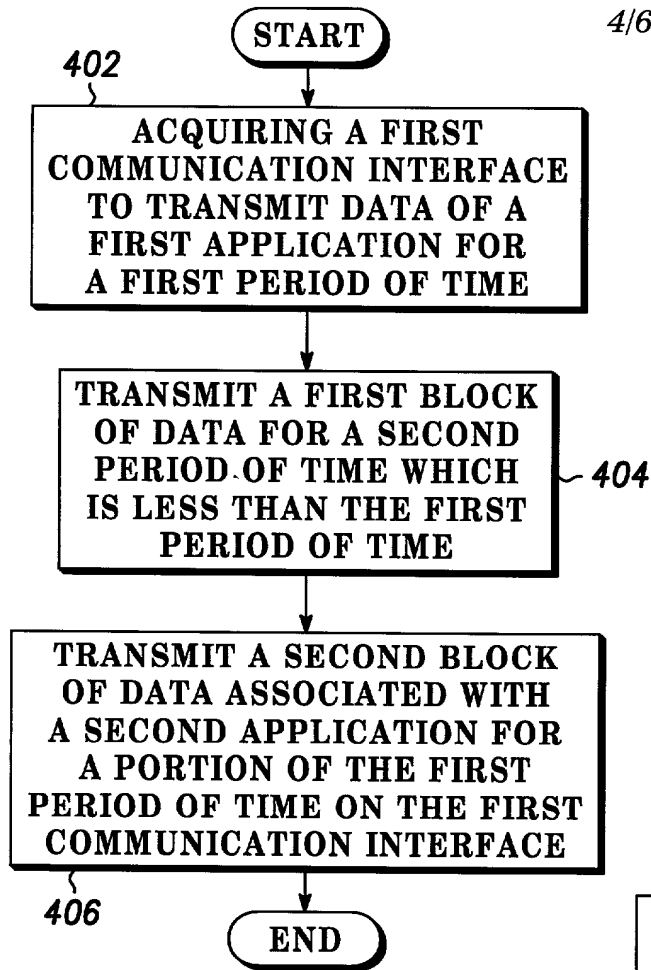 START
4/6
402
ACQUIRING A FIRST
COMMUNICATION INTERFACE
TO TRANSMIT DATA OF A
FIRST APPLICATION FOR
A FIRST PERIOD OF TIME
TRANSMIT A FIRST BLOCK
OF DATA FOR A SECOND
PERIOD OF TIME WHICH
IS LESS THAN THE FIRST
PERIOD OF TIME
404
TRANSMIT A SECOND BLOCK
OF DATA ASSOCIATED WITH
A SECOND APPLICATION FOR
A PORTION OF THE FIRST
PERIOD OF TIME ON THE FIRST
COMMUNICATION INTERFACE
406
END